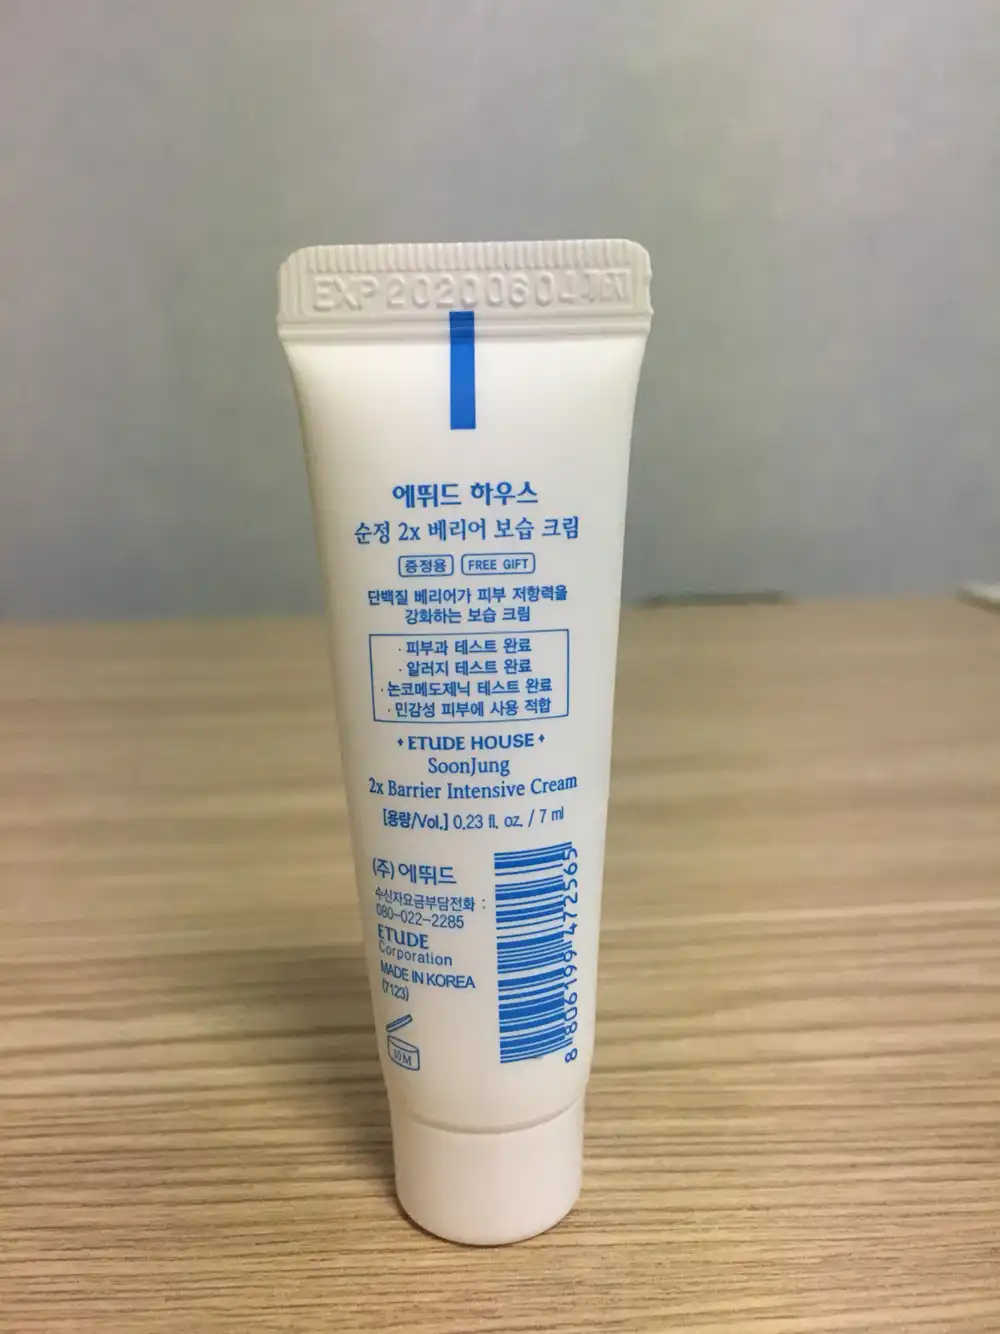 EXP 20200604
에뛰드 하우스
순정 2x 베리어 보습 크림
증정용 FREE GIFT
단백질 베리어가 피부 저항력을
강화하는 보습 크림
· 피부과 테스트 완료
· 알러지 테스트 완료
· 논코메도제닉 테스트 완료
· 민감성 피부에 사용 적합
ETUDE HOUSE
SoonJung
2x Barrier Intensive Cream
[용량/Vol.] 0.23 fl. oz. / 7 ml
(주) 에뛰드
수신자요금부담전화 :
080-022-2285
ETUDE
Corporation
MADE IN KOREA
(7123)
10M
8 806199 472565